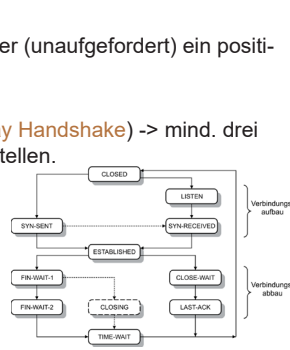 er (unaufgefordert) ein positi-
ay Handshake) -> mind. drei
tellen.
CLOSED
LISTEN
SYN-SENT
SYN-RECEIVED
Verbindungs
aufbau
ESTABLISHED
FIN-WAIT-1
CLOSE-WAIT
FIN-WAIT-2
CLOSING
LAST-ACK
Verbindungs
abbau
TIME-WAIT